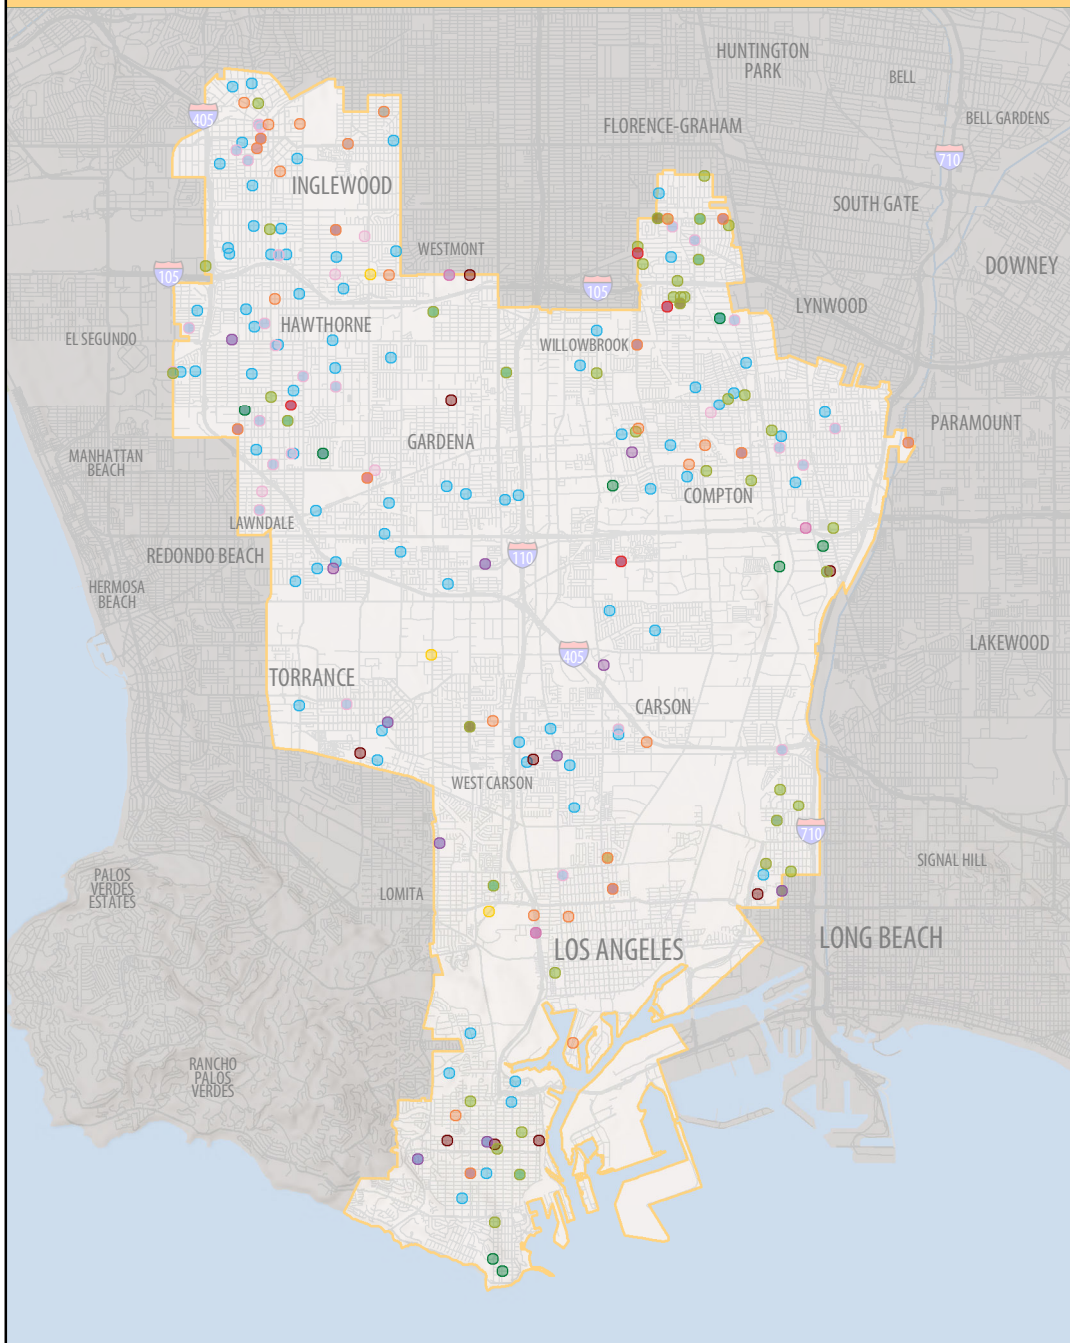 HUNTINGTON
PARK
BELL
405
FLORENCE-GRAHAM
BELL GARDENS
710
INGLEWOOD
SOUTH GATE
WESTMONT
105
DOWNEY
105
LYNWOOD
HAWTHORNE
EL SEGUNDO
WILLOWBROOK
PARAMOUNT
GARDENA
MANHATTAN
BEACH
COMPTON
LAWNDALE
REDONDO BEACH
110
HERMOSA
BEACH
LAKEWOOD
405
TORRANCE
CARSON
WEST CARSON
710
SIGNAL HILL
PALOS
VERDES
ESTATES
LOMITA
LOS ANGELES
LONG BEACH
RANCHO
PALOS
VERDES